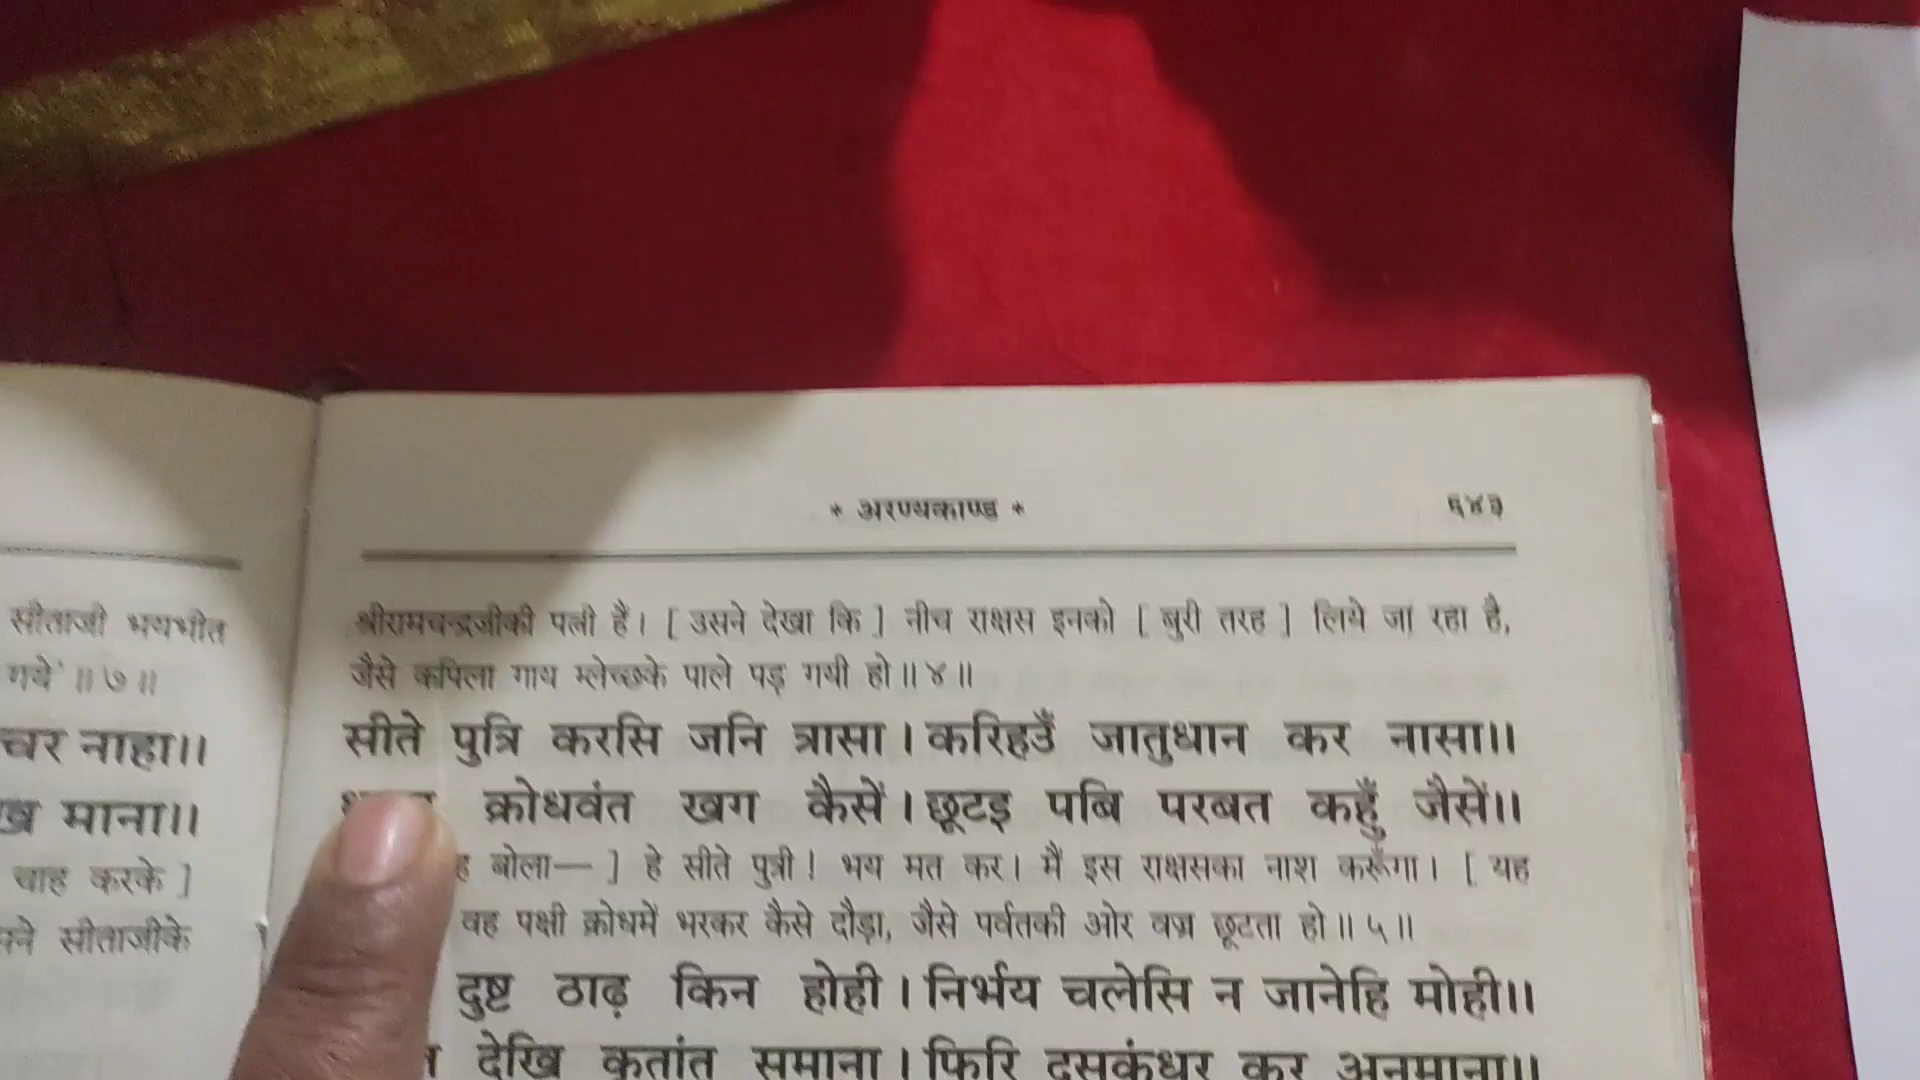 सीताजी भयभीत
गये' ॥ ७ ॥
चर नाहा॥
माना॥
चाह करके ]
सीताजीके
* अरण्यकाण्ड * ६४३
श्रीरामचन्द्रजीकी पत्नी हैं। [ उसने देखा कि ] नीच राक्षस इनको [ बुरी तरह ] लिये जा रहा है,
जैसे कपिला गाय म्लेच्छके पाले पड़ गयी हो॥ ४॥
सीते पुत्रि करसि जनि त्रासा। करिहउँ जातुधान कर नासा॥
क्रोधवंत खग कैसें। छूटइ पबि परबत कहुँ जैसें॥
बोला— ] हे सीते पुत्री ! भय मत कर। मैं इस राक्षसका नाश करूँगा। [ यह
वह पक्षी क्रोधमें भरकर कैसे दौड़ा, जैसे पर्वतकी ओर वज्र छूटता हो॥ ५॥
दुष्ट ठाढ़ किन होही। निर्भय चलेसि न जानेहि मोही॥
देखि कृतांत समाना। फिरि दसकंधर कर अनुमाना॥